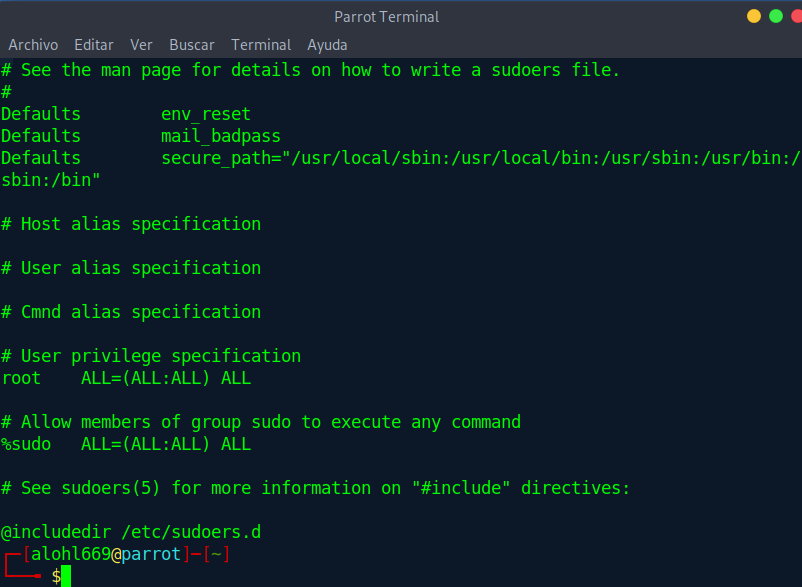 Parrot Terminal
Archivo Editar Ver Buscar Terminal Ayuda
# See the man page for details on how to write a sudoers file.
#
Defaults        env_reset
Defaults        mail_badpass
Defaults        secure_path="/usr/local/sbin:/usr/local/bin:/usr/sbin:/usr/bin:/
sbin:/bin"

# Host alias specification

# User alias specification

# Cmnd alias specification

# User privilege specification
root    ALL=(ALL:ALL) ALL

# Allow members of group sudo to execute any command
%sudo   ALL=(ALL:ALL) ALL

# See sudoers(5) for more information on "#include" directives:

@includedir /etc/sudoers.d
┌─[alohl669@parrot]─[~]
└──╼ $